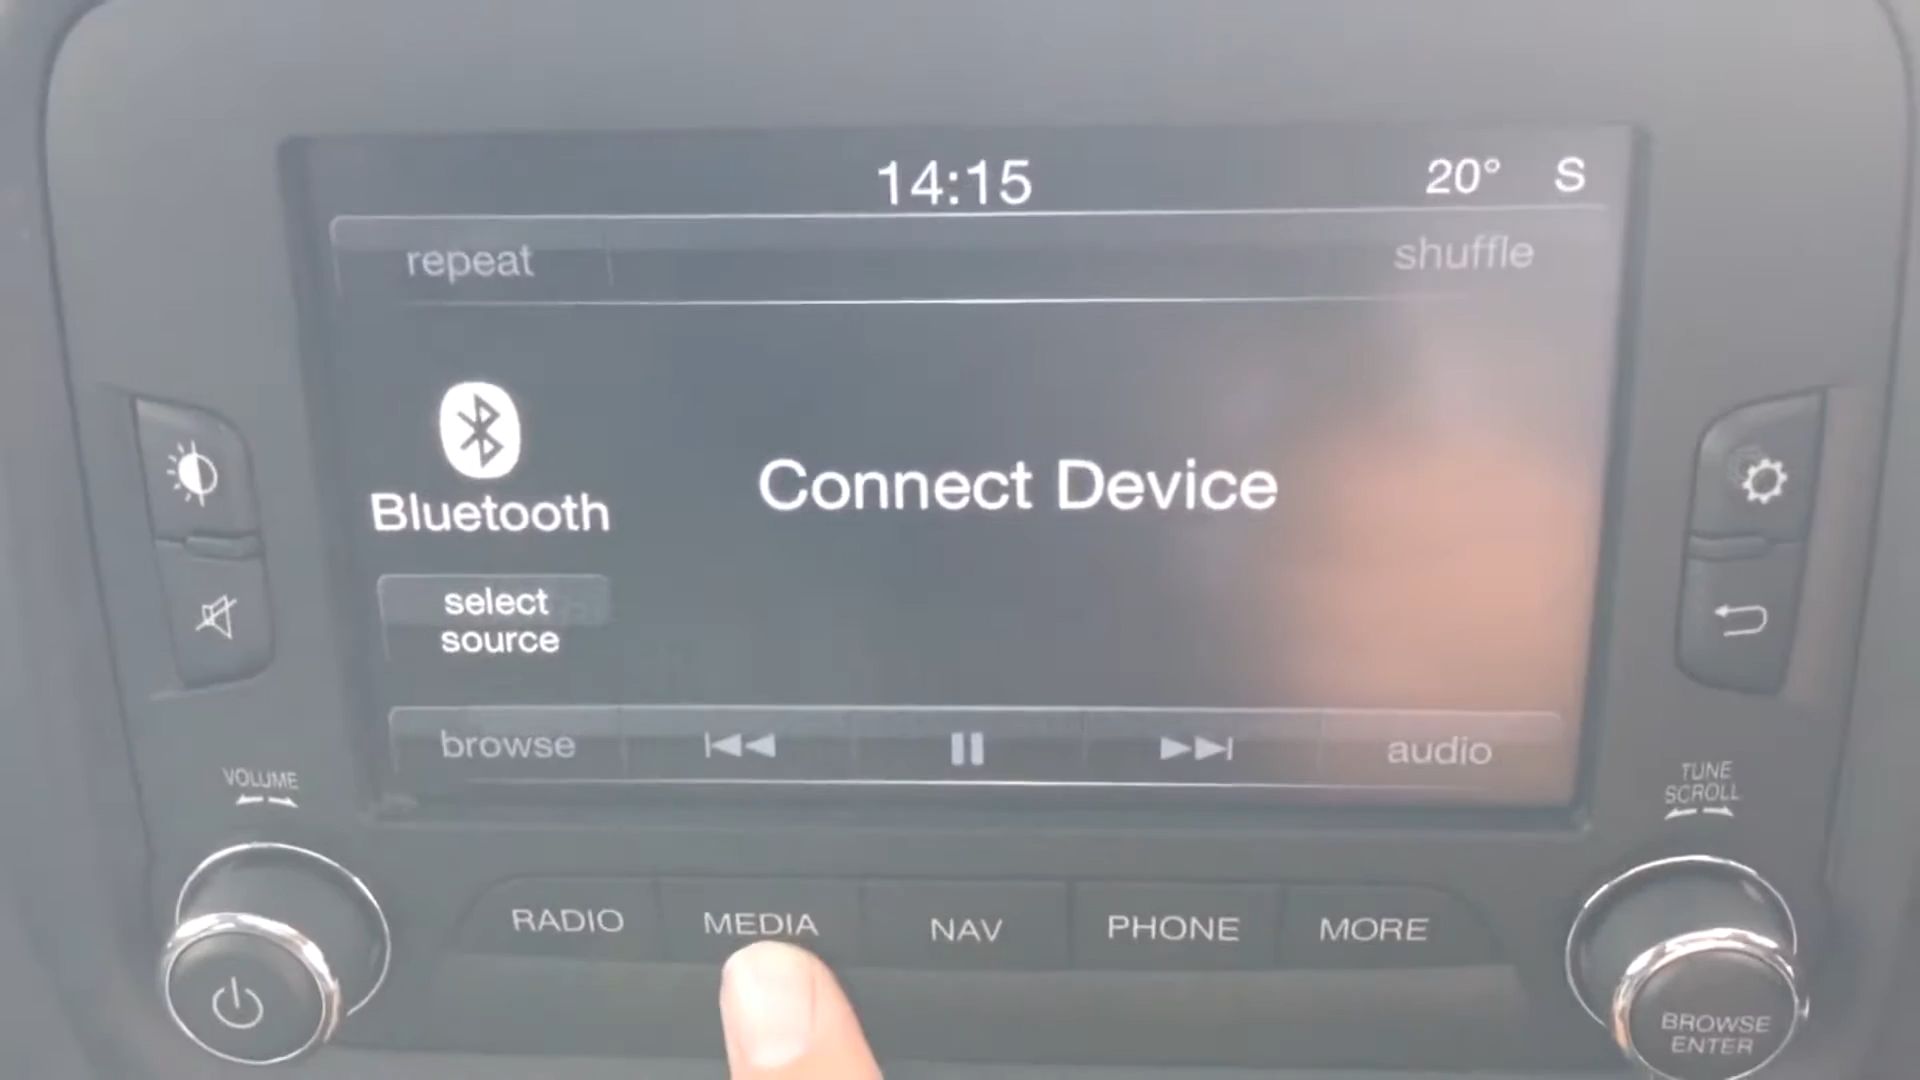 14:15
20° S
repeat
shuffle
Bluetooth
Connect Device
select
source
browse
audio
VOLUME
TUNE
SCROLL
RADIO
MEDIA
NAV
PHONE
MORE
BROWSE
ENTER